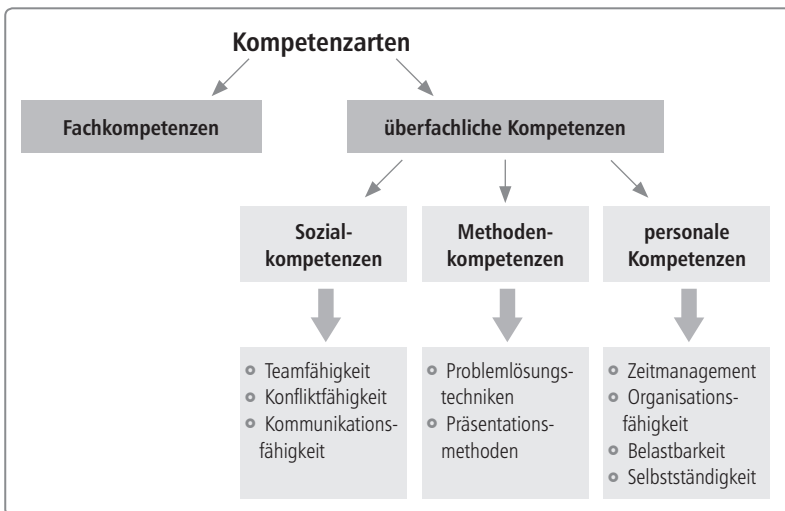 Kompetenzarten
Fachkompetenzen
überfachliche Kompetenzen
Sozial-
kompetenzen
Methoden-
kompetenzen
personale
Kompetenzen
Teamfähigkeit
Konfliktfähigkeit
Kommunikations-
fähigkeit
Problemlösungs-
techniken
Präsentations-
methoden
Zeitmanagement
Organisations-
fähigkeit
Belastbarkeit
Selbstständigkeit